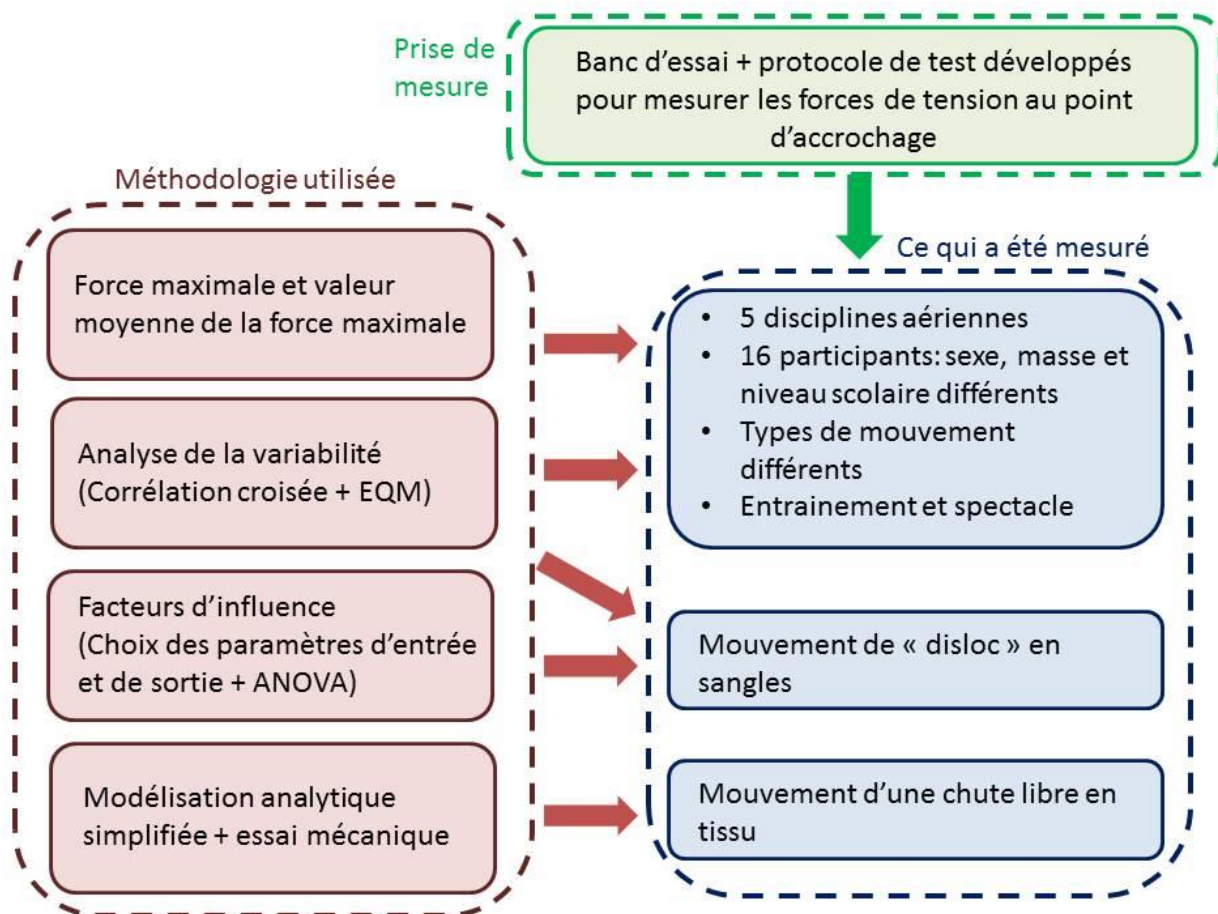 Prise de
mesure
Banc d'essai + protocole de test développés
pour mesurer les forces de tension au point
d'accrochage
Méthodologie utilisée
Force maximale et valeur
moyenne de la force maximale
Analyse de la variabilité
(Corrélation croisée + EQM)
Facteurs d'influence
(Choix des paramètres d'entrée
et de sortie + ANOVA)
Modélisation analytique
simplifiée + essai mécanique
Ce qui a été mesuré
• 5 disciplines aériennes
• 16 participants: sexe, masse et
niveau scolaire différents
• Types de mouvement
différents
• Entrainement et spectacle
Mouvement de « disloc » en
sangles
Mouvement d'une chute libre en
tissu